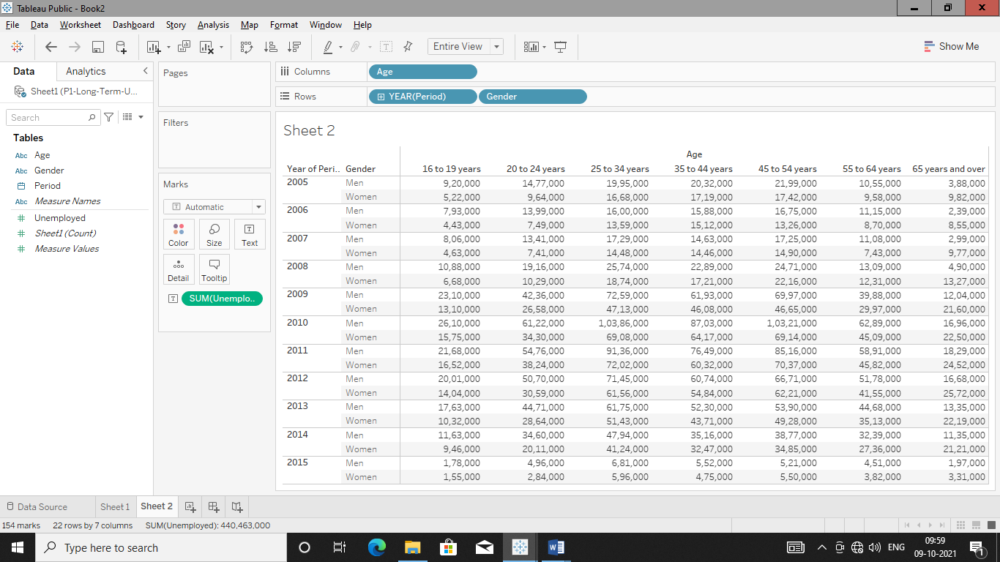 Tableau Public - Book2
File Data Worksheet Dashboard Story Analysis Map Format Window Help
Entire View
Show Me
Data Analytics
Sheet1 (P1-Long-Term-U...
Search
Tables
Abc Age
Abc Gender
Period
Abc Measure Names
# Unemployed
# Sheet1 (Count)
# Measure Values
Pages
Filters
Marks
T Automatic
Color Size T Text
Detail Tooltip
T SUM(Unemplo..
Columns Age
Rows YEAR(Period) Gender
Sheet 2
Age
Year of Peri.. Gender 16 to 19 years 20 to 24 years 25 to 34 years 35 to 44 years 45 to 54 years 55 to 64 years 65 years and over
2005 Men 9,20,000 14,77,000 19,95,000 20,32,000 21,99,000 10,55,000 3,88,000
Women 5,22,000 9,64,000 16,68,000 17,19,000 17,42,000 9,58,000 9,82,000
2006 Men 7,93,000 13,99,000 16,00,000 15,88,000 16,75,000 11,15,000 2,39,000
Women 4,43,000 7,49,000 13,59,000 15,12,000 13,26,000 8,70,000 8,55,000
2007 Men 8,06,000 13,41,000 17,29,000 14,63,000 17,25,000 11,08,000 2,99,000
Women 4,63,000 7,41,000 14,48,000 14,46,000 14,90,000 7,43,000 9,77,000
2008 Men 10,88,000 19,16,000 25,74,000 22,89,000 24,71,000 13,09,000 4,90,000
Women 6,68,000 10,29,000 18,74,000 17,21,000 22,16,000 12,31,000 13,27,000
2009 Men 23,10,000 42,36,000 72,59,000 61,93,000 69,97,000 39,88,000 12,04,000
Women 13,10,000 26,58,000 47,13,000 46,08,000 46,65,000 29,97,000 21,60,000
2010 Men 26,10,000 61,22,000 1,03,86,000 87,03,000 1,03,21,000 62,89,000 16,96,000
Women 15,75,000 34,30,000 69,08,000 64,17,000 69,14,000 45,09,000 22,50,000
2011 Men 21,68,000 54,76,000 91,36,000 76,49,000 85,16,000 58,91,000 18,29,000
Women 16,52,000 38,24,000 72,02,000 60,32,000 70,37,000 45,82,000 24,52,000
2012 Men 20,01,000 50,70,000 71,45,000 60,74,000 66,71,000 51,78,000 16,68,000
Women 14,04,000 30,59,000 61,56,000 54,84,000 62,21,000 41,55,000 25,72,000
2013 Men 17,63,000 44,71,000 61,75,000 52,30,000 53,90,000 44,68,000 13,35,000
Women 10,32,000 28,64,000 51,43,000 43,71,000 49,28,000 35,13,000 22,19,000
2014 Men 11,63,000 34,60,000 47,94,000 35,16,000 38,77,000 32,39,000 11,35,000
Women 9,46,000 20,11,000 41,24,000 32,47,000 34,85,000 27,36,000 21,21,000
2015 Men 1,78,000 4,96,000 6,81,000 5,52,000 5,21,000 4,51,000 1,97,000
Women 1,55,000 2,84,000 5,96,000 4,75,000 5,50,000 3,82,000 3,31,000
Data Source Sheet 1 Sheet 2
154 marks 22 rows by 7 columns SUM(Unemployed): 440,463,000
Type here to search
ENG
09:59
09-10-2021
1